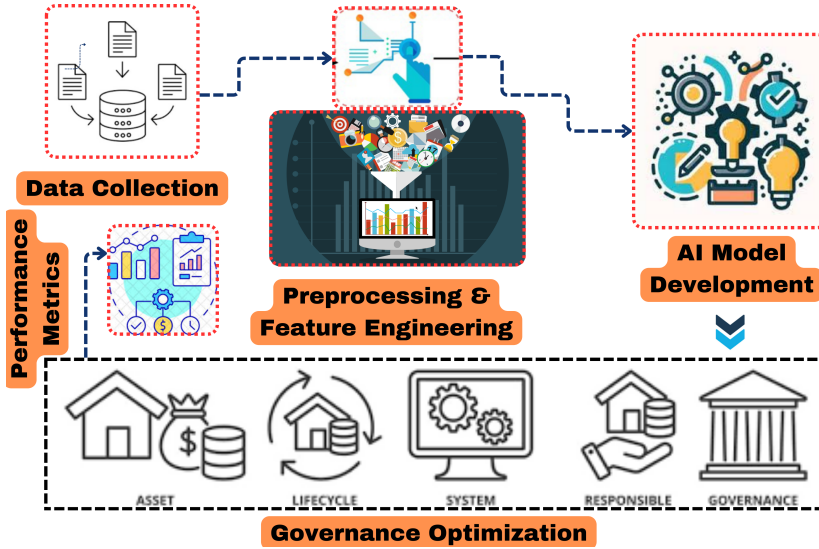 Data Collection
Preprocessing &
Feature Engineering
AI Model
Development
Performance
Metrics
$
$
ASSET
LIFECYCLE
SYSTEM
RESPONSIBLE
GOVERNANCE
Governance Optimization